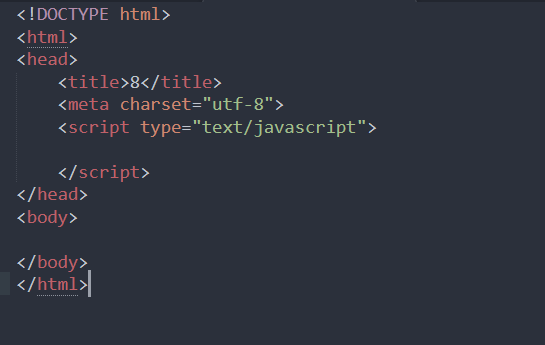 <!DOCTYPE html>
<html>
<head>
    <title>8</title>
    <meta charset="utf-8">
    <script type="text/javascript">
    </script>
</head>
<body>
</body>
</html>